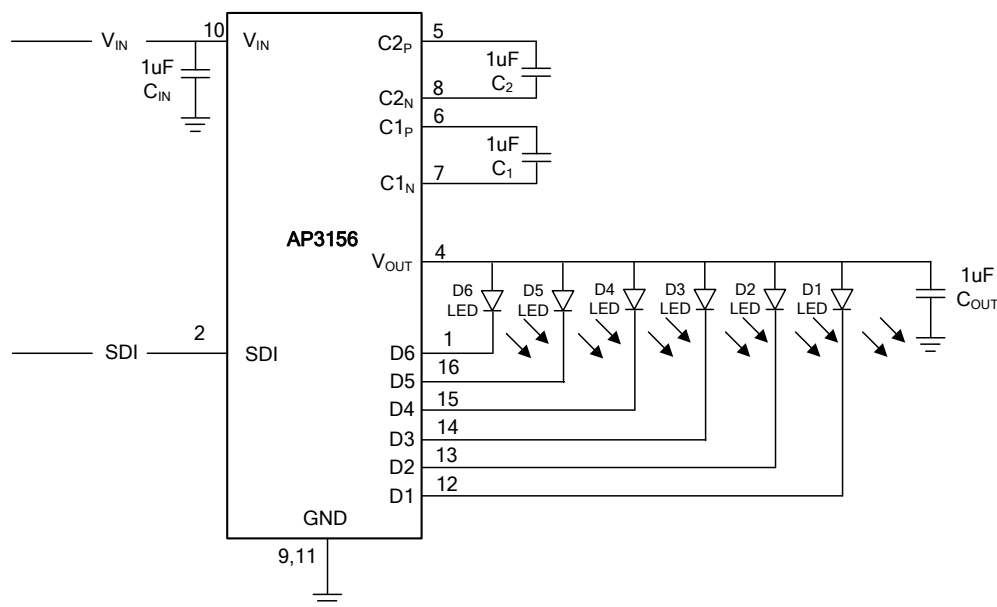 10
V_IN
V_IN
1uF
C_IN
C2_P
5
1uF
C_2
C2_N
8
C1_P
6
1uF
C_1
C1_N
7
AP3156
V_OUT
4
D6
LED
D5
LED
D4
LED
D3
LED
D2
LED
D1
LED
1uF
C_OUT
SDI
2
SDI
D6
1
D5
16
D4
15
D3
14
D2
13
D1
12
GND
9,11